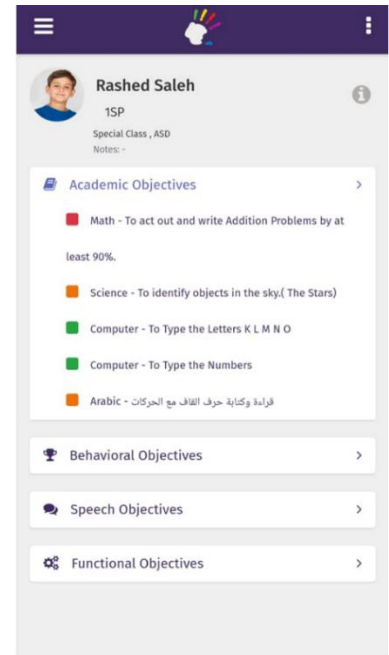 Rashed Saleh
1SP
Special Class , ASD
Notes: -
Academic Objectives
Math - To act out and write Addition Problems by at
least 90%.
Science - To identify objects in the sky.( The Stars)
Computer - To Type the Letters K L M N O
Computer - To Type the Numbers
Arabic - قراءة وكتابة حرف القاف مع الحركات
Behavioral Objectives
Speech Objectives
Functional Objectives